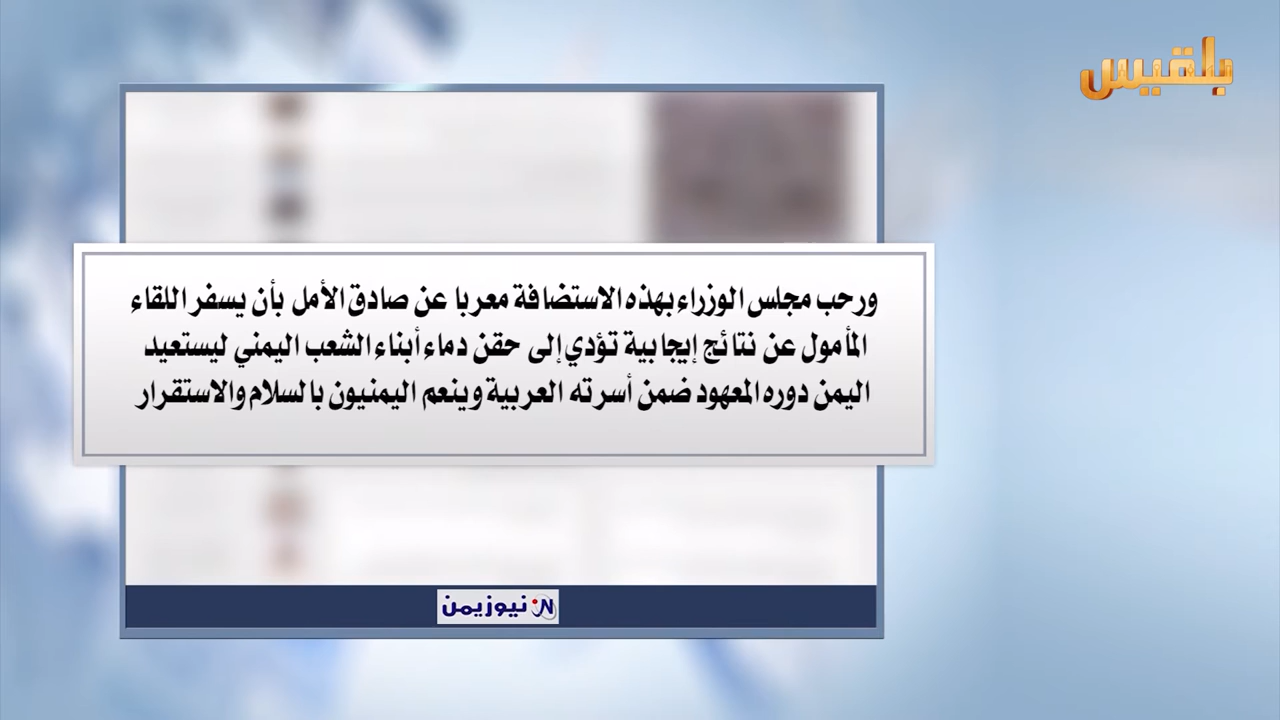 بلقيس
ورحب مجلس الوزراء بهذه الاستضافة معربا عن صادق الأمل بأن يسفر اللقاء
المأمول عن نتائج إيجابية تؤدي إلى حقن دماء أبناء الشعب اليمني ليستعيد
اليمن دوره المعهود ضمن أسرته العربية وينعم اليمنيون بالسلام والاستقرار
نيوزيمن